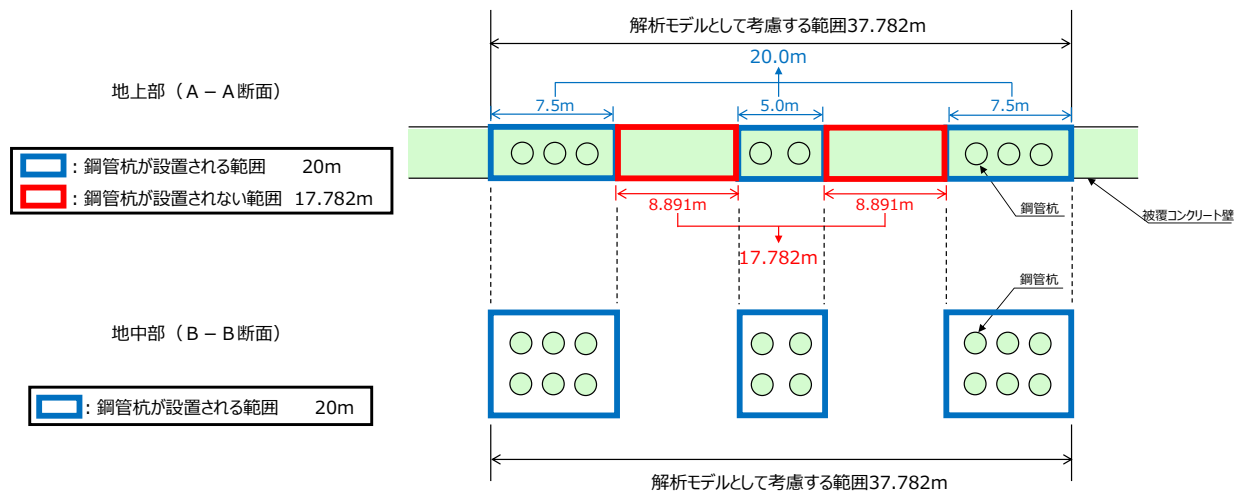 解析モデルとして考慮する範囲37.782m
20.0m
地上部（A－A断面）
7.5m
5.0m
7.5m
：鋼管杭が設置される範囲 20m
：鋼管杭が設置されない範囲 17.782m
8.891m
8.891m
鋼管杭
被覆コンクリート壁
17.782m
鋼管杭
地中部（B－B断面）
：鋼管杭が設置される範囲 20m
解析モデルとして考慮する範囲37.782m